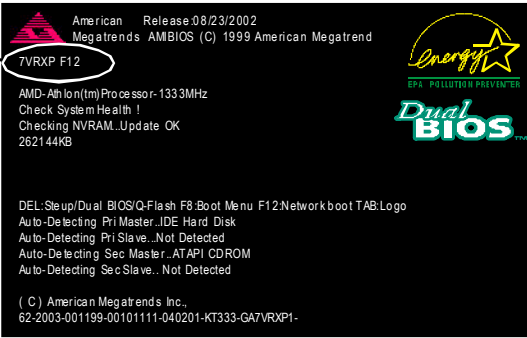 American Release:08/23/2002
Megatrends AMIBIOS (C) 1999 American Megatrend
7VRXP F12
energy
EPA POLLUTION PREVENTER
AMD-Athlon(tm)Processor-1333MHz
Check System Health !
Checking NVRAM..Update OK
262144KB
Dual
BIOS TM
DEL:Steup/Dual BIOS/Q-Flash F8:Boot Menu F12:Network boot TAB:Logo
Auto-Detecting Pri Master..IDE Hard Disk
Auto-Detecting Pri Slave...Not Detected
Auto-Detecting Sec Master..ATAPI CDROM
Auto-Detecting Sec Slave.. Not Detected
( C ) American Megatrends Inc.,
62-2003-001199-00101111-040201-KT333-GA7VRXP1-